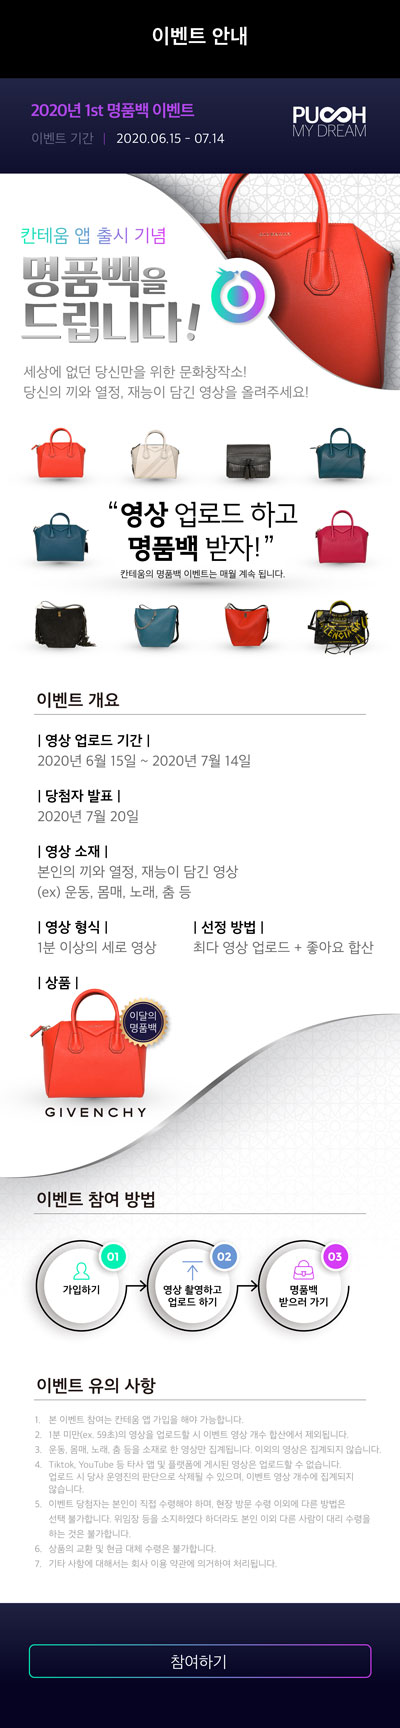 이벤트 안내
2020년 1st 명품백 이벤트
이벤트 기간 | 2020.06.15 - 07.14
PUSH
MY DREAM
칸테움 앱 출시 기념
명품백을
드립니다!
세상에 없던 당신만을 위한 문화창작소!
당신의 끼와 열정, 재능이 담긴 영상을 올려주세요!
“영상 업로드 하고
명품백 받자!”
칸테움의 명품백 이벤트는 매월 계속 됩니다.
이벤트 개요
| 영상 업로드 기간 |
2020년 6월 15일 ~ 2020년 7월 14일
| 당첨자 발표 |
2020년 7월 20일
| 영상 소재 |
본인의 끼와 열정, 재능이 담긴 영상
(ex) 운동, 몸매, 노래, 춤 등
| 영상 형식 |
1분 이상의 세로 영상
| 선정 방법 |
최다 영상 업로드 + 좋아요 합산
| 상품 |
이달의
명품백
GIVENCHY
이벤트 참여 방법
01
가입하기
02
영상 촬영하고
업로드 하기
03
명품백
받으러 가기
이벤트 유의 사항
1. 본 이벤트 참여는 칸테움 앱 가입을 해야 가능합니다.
2. 1분 미만(ex. 59초)의 영상을 업로드할 시 이벤트 영상 개수 합산에서 제외됩니다.
3. 운동, 몸매, 노래, 춤 등을 소재로 한 영상만 집계됩니다. 이외의 영상은 집계되지 않습니다.
4. Tiktok, YouTube 등 타사 앱 및 플랫폼에 게시된 영상은 업로드할 수 없습니다.
업로드 시 당사 운영진의 판단으로 삭제될 수 있으며, 이벤트 영상 개수에 집계되지
않습니다.
5. 이벤트 당첨자는 본인이 직접 수령해야 하며, 현장 방문 수령 이외에 다른 방법은
선택 불가합니다. 위임장 등을 소지하였다 하더라도 본인 이외 다른 사람이 대리 수령을
하는 것은 불가합니다.
6. 상품의 교환 및 현금 대체 수령은 불가합니다.
7. 기타 사항에 대해서는 회사 이용 약관에 의거하여 처리됩니다.
참여하기